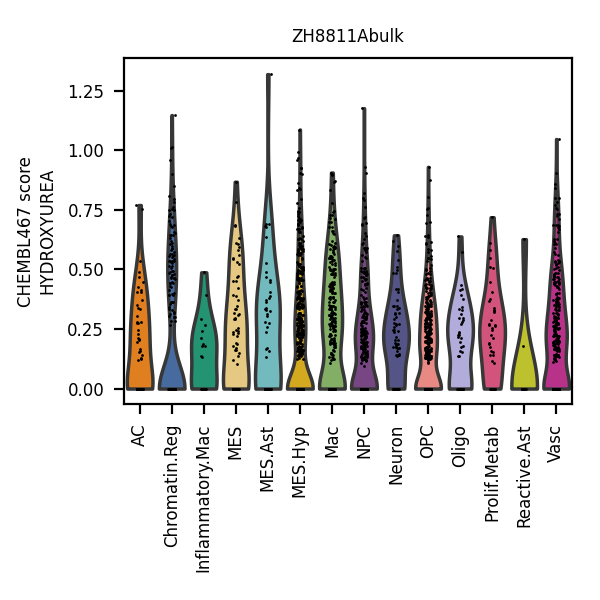 ZH8811Abulk
CHEMBL467 score
HYDROXYUREA
1.25
1.00
0.75
0.50
0.25
0.00
AC
Chromatin.Reg
Inflammatory.Mac
MES
MES.Ast
MES.Hyp
Mac
NPC
Neuron
OPC
Oligo
Prolif.Metab
Reactive.Ast
Vasc